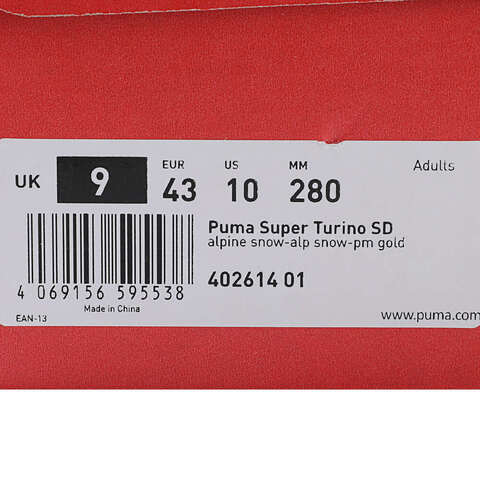 UK 9 EUR 43 US 10 MM 280 Adults
Puma Super Turino SD
alpine snow-alp snow-pm gold
402614 01
4 069156 595538
Made in China
EAN-13
www.puma.com